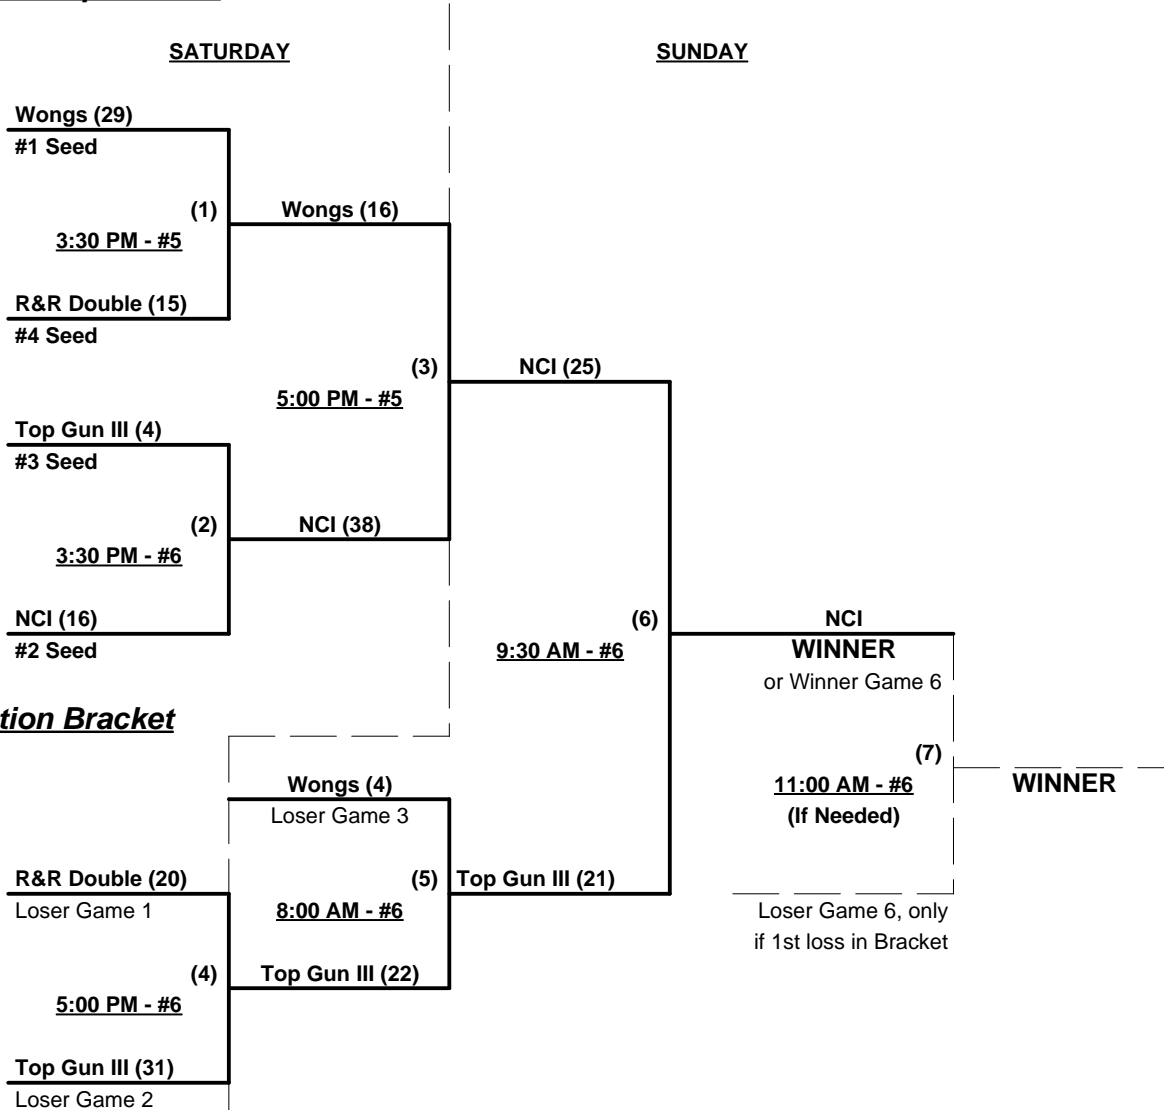 SATURDAY
SUNDAY
Wongs (29)
#1 Seed
(1)
Wongs (16)
3:30 PM - #5
R&R Double (15)
#4 Seed
(3)
NCI (25)
5:00 PM - #5
Top Gun III (4)
#3 Seed
(2)
NCI (38)
3:30 PM - #6
NCI (16)
#2 Seed
(6)
NCI
9:30 AM - #6
WINNER
or Winner Game 6
tion Bracket
(7)
11:00 AM - #6
(If Needed)
WINNER
Wongs (4)
Loser Game 3
R&R Double (20)
Loser Game 1
(5)
Top Gun III (21)
8:00 AM - #6
Loser Game 6, only
if 1st loss in Bracket
(4)
Top Gun III (22)
5:00 PM - #6
Top Gun III (31)
Loser Game 2